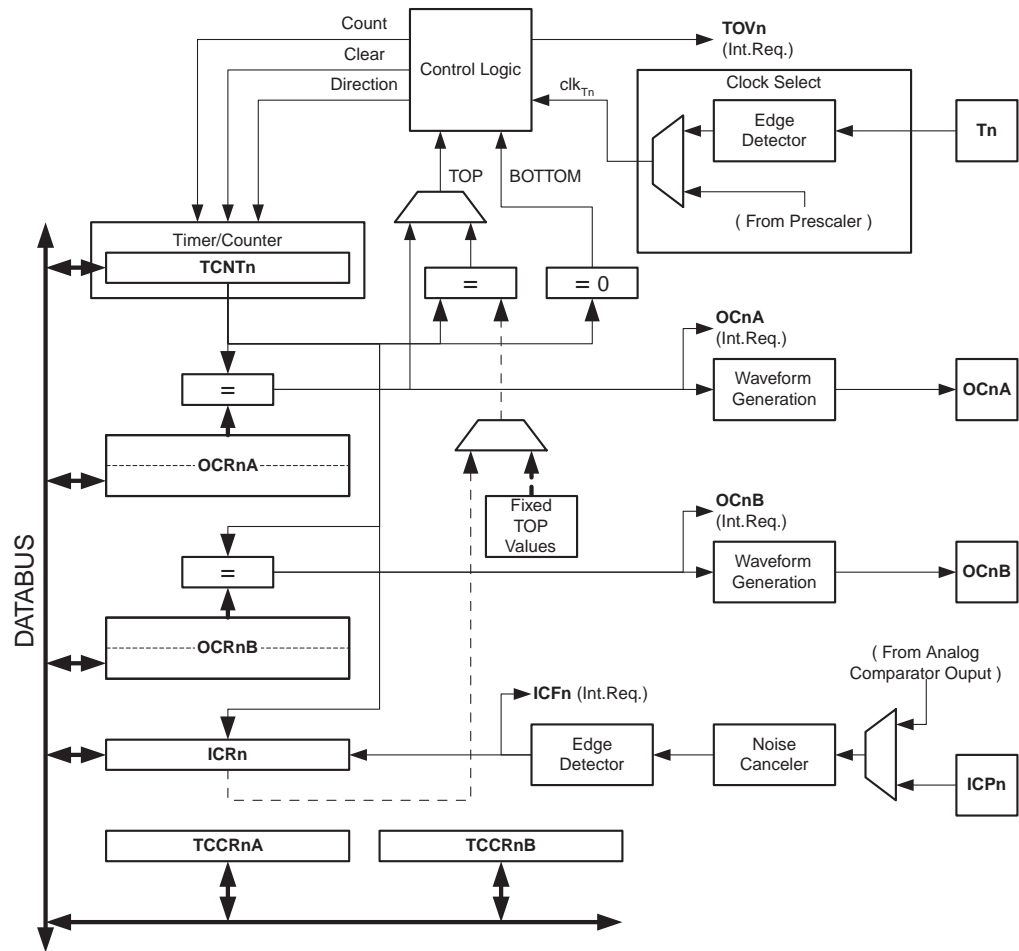 Count
Clear
Direction
Control Logic
TOVn
(Int.Req.)
clkTn
Clock Select
Edge
Detector
Tn
( From Prescaler )
TOP
BOTTOM
Timer/Counter
TCNTn
=
= 0
OCnA
(Int.Req.)
=
Waveform
Generation
OCnA
OCRnA
Fixed
TOP
Values
OCnB
(Int.Req.)
=
Waveform
Generation
OCnB
DATABUS
OCRnB
( From Analog
Comparator Ouput )
ICFn (Int.Req.)
ICRn
Edge
Detector
Noise
Canceler
ICPn
TCCRnA
TCCRnB